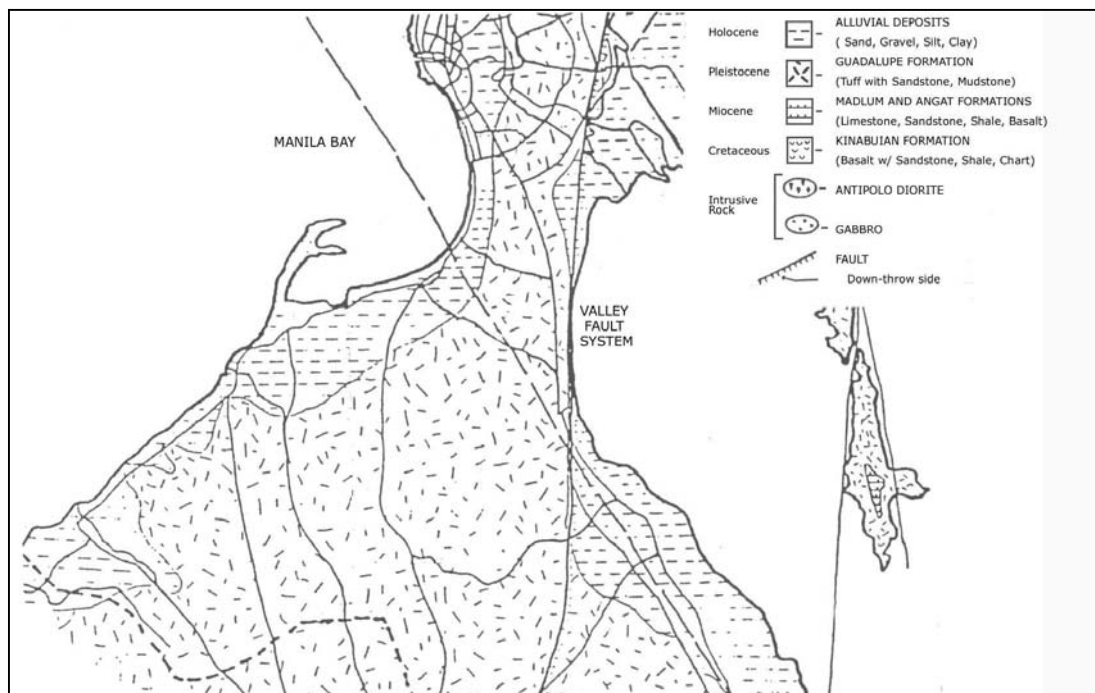 MANILA BAY
VALLEY
FAULT
SYSTEM
Holocene
ALLUVIAL DEPOSITS
( Sand, Gravel, Silt, Clay)
Pleistocene
GUADALUPE FORMATION
(Tuff with Sandstone, Mudstone)
Miocene
MADLUM AND ANGAT FORMATIONS
(Limestone, Sandstone, Shale, Basalt)
Cretaceous
KINABUIAN FORMATION
(Basalt w/ Sandstone, Shale, Chart)
Intrusive
Rock
ANTIPOLO DIORITE
GABBRO
FAULT
Down-throw side